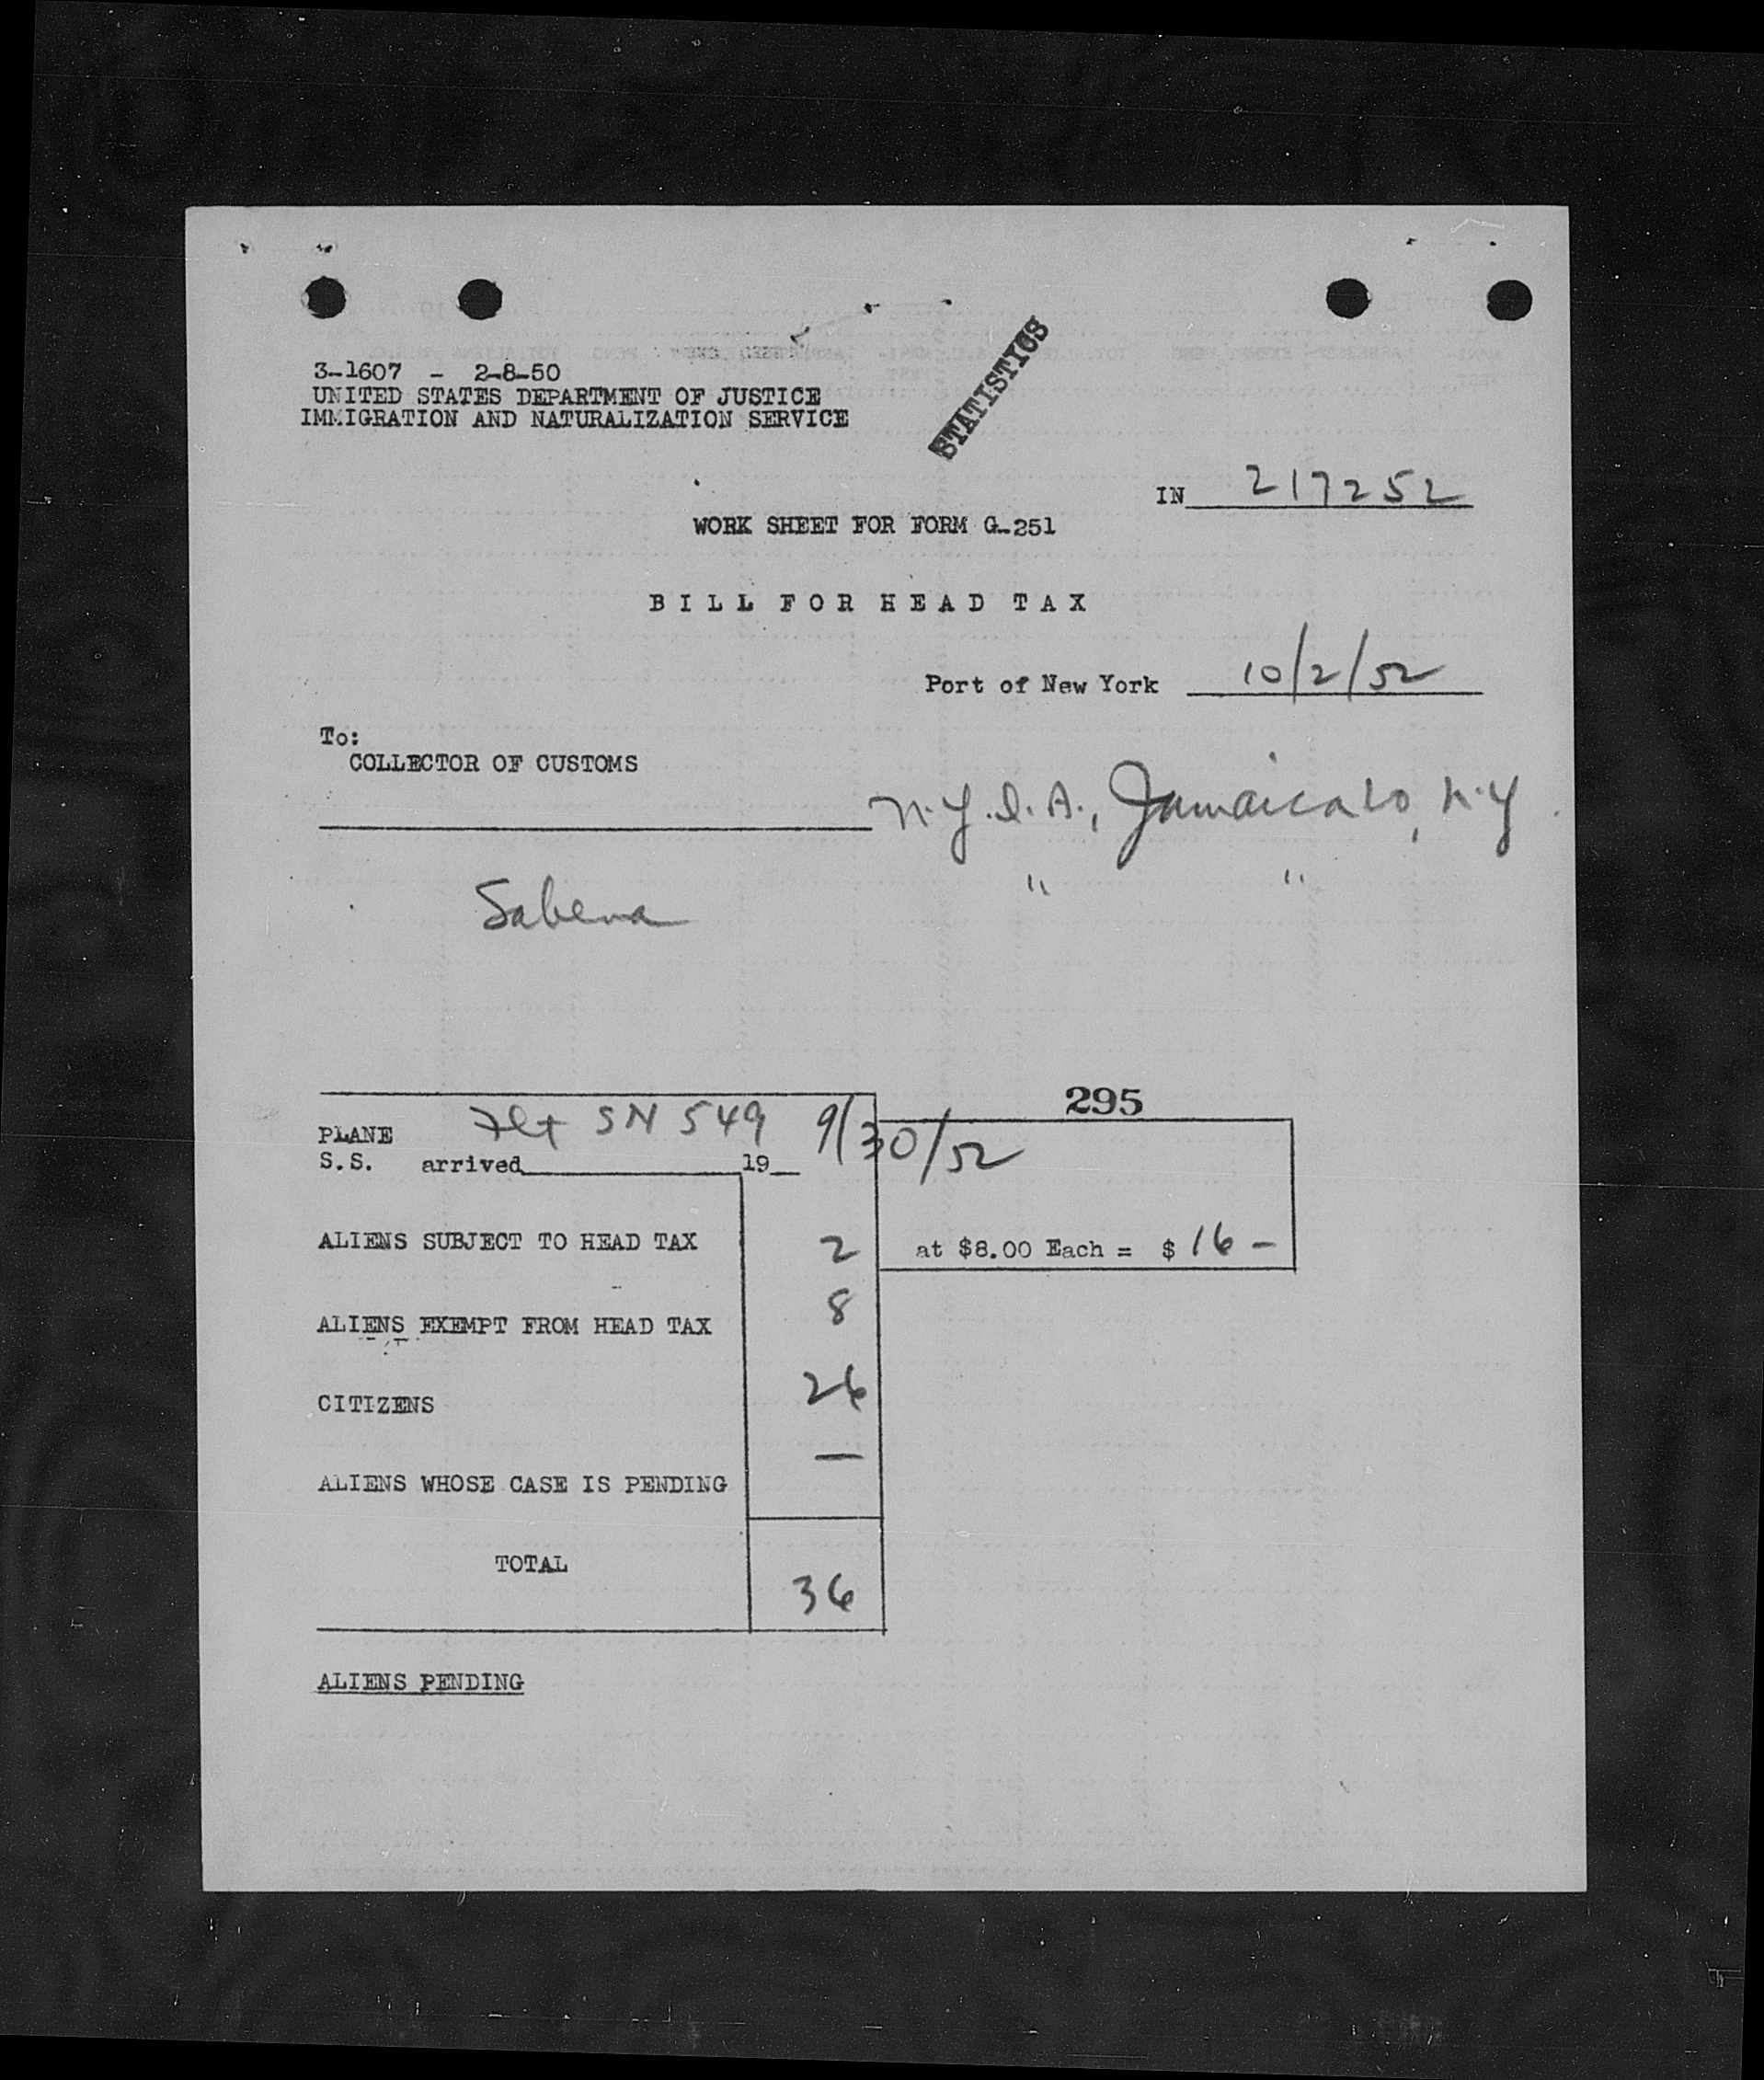 3-1607 - 2-8-50
UNITED STATES DEPARTMENT OF JUSTICE
IMMIGRATION AND NATURALIZATION SERVICE
STATISTICS
IN 217252
WORK SHEET FOR FORM G-251
BILL FOR HEAD TAX
Port of New York 10/2/52
To:
COLLECTOR OF CUSTOMS
N.Y.I.A., Jamaica 20, N.Y.
Sabena " "
295
PLANE Flt SN 549 9/30/52
S.S. arrived 19
ALIENS SUBJECT TO HEAD TAX 2 at $8.00 Each = $ 16 -
ALIENS EXEMPT FROM HEAD TAX 8
CITIZENS 26
ALIENS WHOSE CASE IS PENDING —
TOTAL 36
ALIENS PENDING